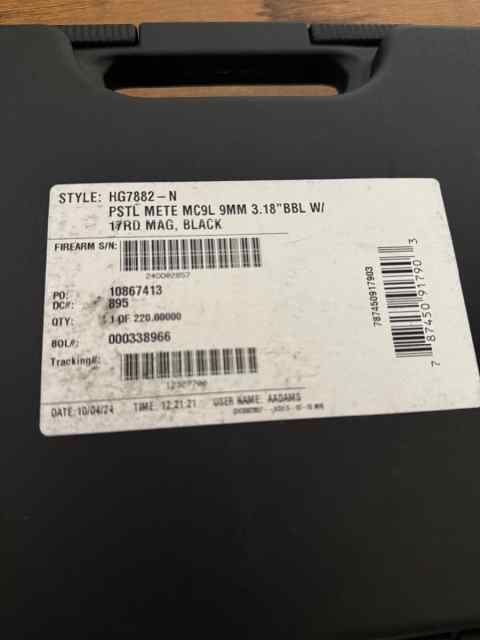 STYLE: HG7882-N
PSTL METE MC9L 9MM 3.18"BBL W/
17RD MAG, BLACK
FIREARM S/N:
PO: 10867413
DC#: 895
QTY: 1 OF 220.00000
BOL#: 000338966
Tracking#:
DATE:10/04/24 TIME: 12:21:21 USER NAME: AADAMS
787450917903
7 87450 91790 3